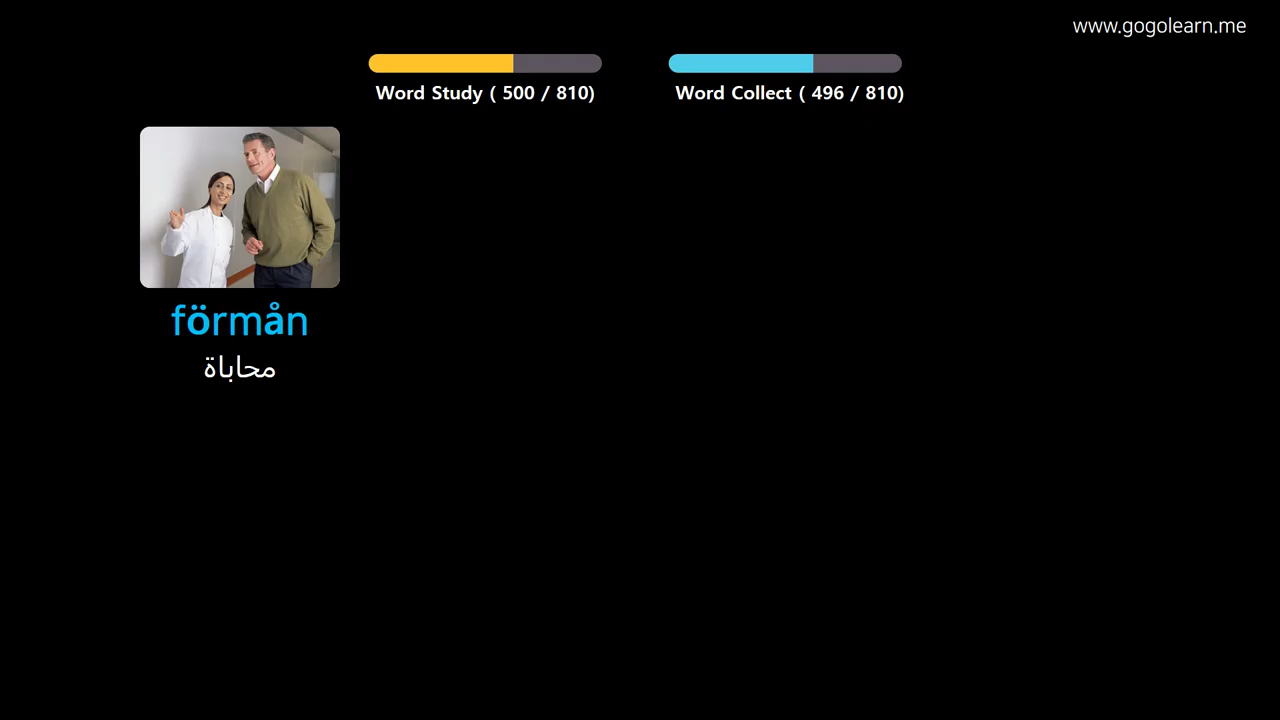 www.gogolearn.me
Word Study ( 500 / 810)
Word Collect ( 496 / 810)
förmån
محاباة